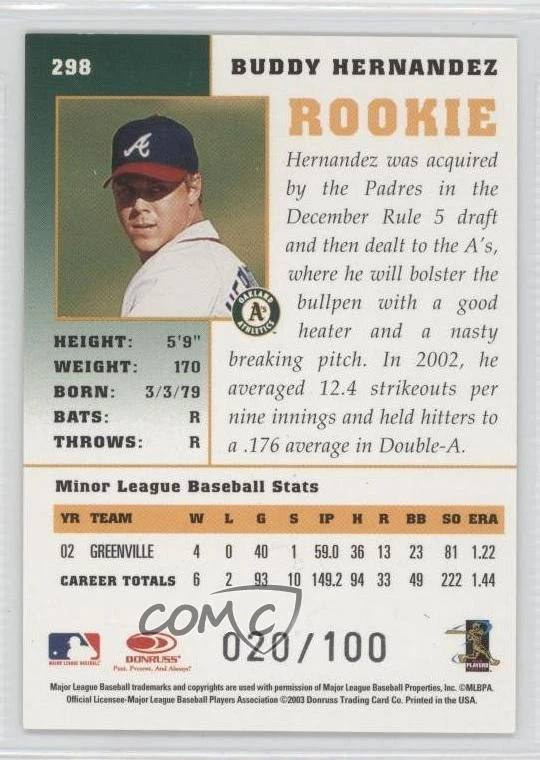 298
BUDDY HERNANDEZ
ROOKIE
Hernandez was acquired
by the Padres in the
December Rule 5 draft
and then dealt to the A's,
where he will bolster the
bullpen with a good
heater and a nasty
breaking pitch. In 2002, he
averaged 12.4 strikeouts per
nine innings and held hitters to
a .176 average in Double-A.
A
OAKLAND
A's
ATHLETICS
HEIGHT: 5'9"
WEIGHT: 170
BORN: 3/3/79
BATS: R
THROWS: R
Minor League Baseball Stats
YR TEAM W L G S IP H R BB SO ERA
02 GREENVILLE 4 0 40 1 59.0 36 13 23 81 1.22
CAREER TOTALS 6 2 93 10 149.2 94 33 49 222 1.44
COMC
020/100
MAJOR LEAGUE BASEBALL
DONRUSS
Past, Present, And Always!
PLAYERS
Major League Baseball trademarks and copyrights are used with permission of Major League Baseball Properties, Inc. ©MLBPA.
Official Licensee-Major League Baseball Players Association ©2003 Donruss Trading Card Co. Printed in the USA.